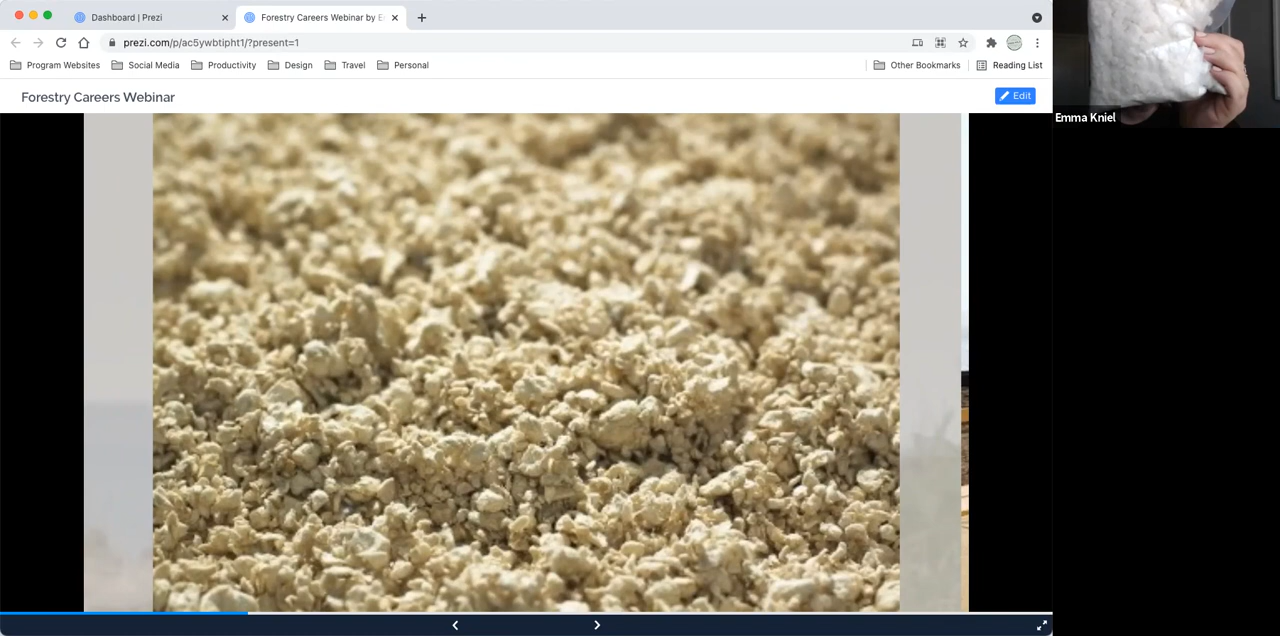 Dashboard | Prezi
Forestry Careers Webinar by E
prezi.com/p/ac5ywbtipht1/?present=1
Program Websites
Social Media
Productivity
Design
Travel
Personal
Other Bookmarks
Reading List
Forestry Careers Webinar
Edit
Emma Kniel